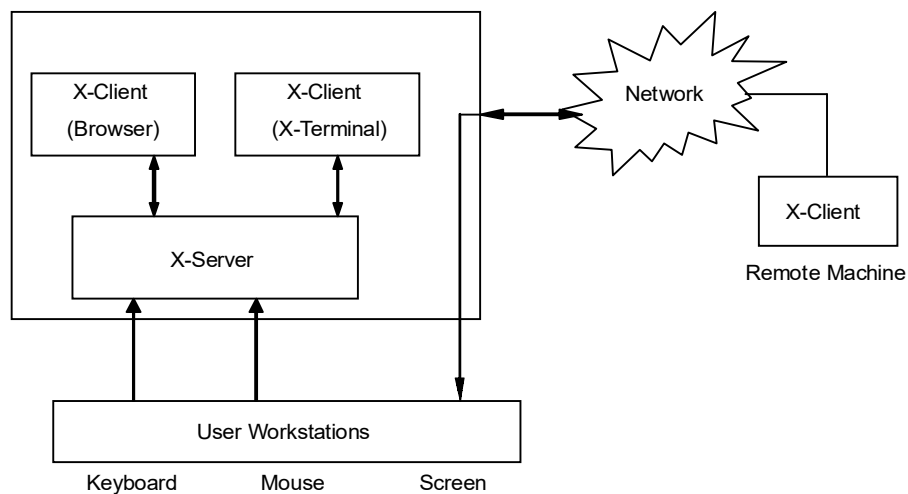 X-Client
(Browser)
X-Client
(X-Terminal)
Network
X-Client
X-Server
Remote Machine
User Workstations
Keyboard
Mouse
Screen